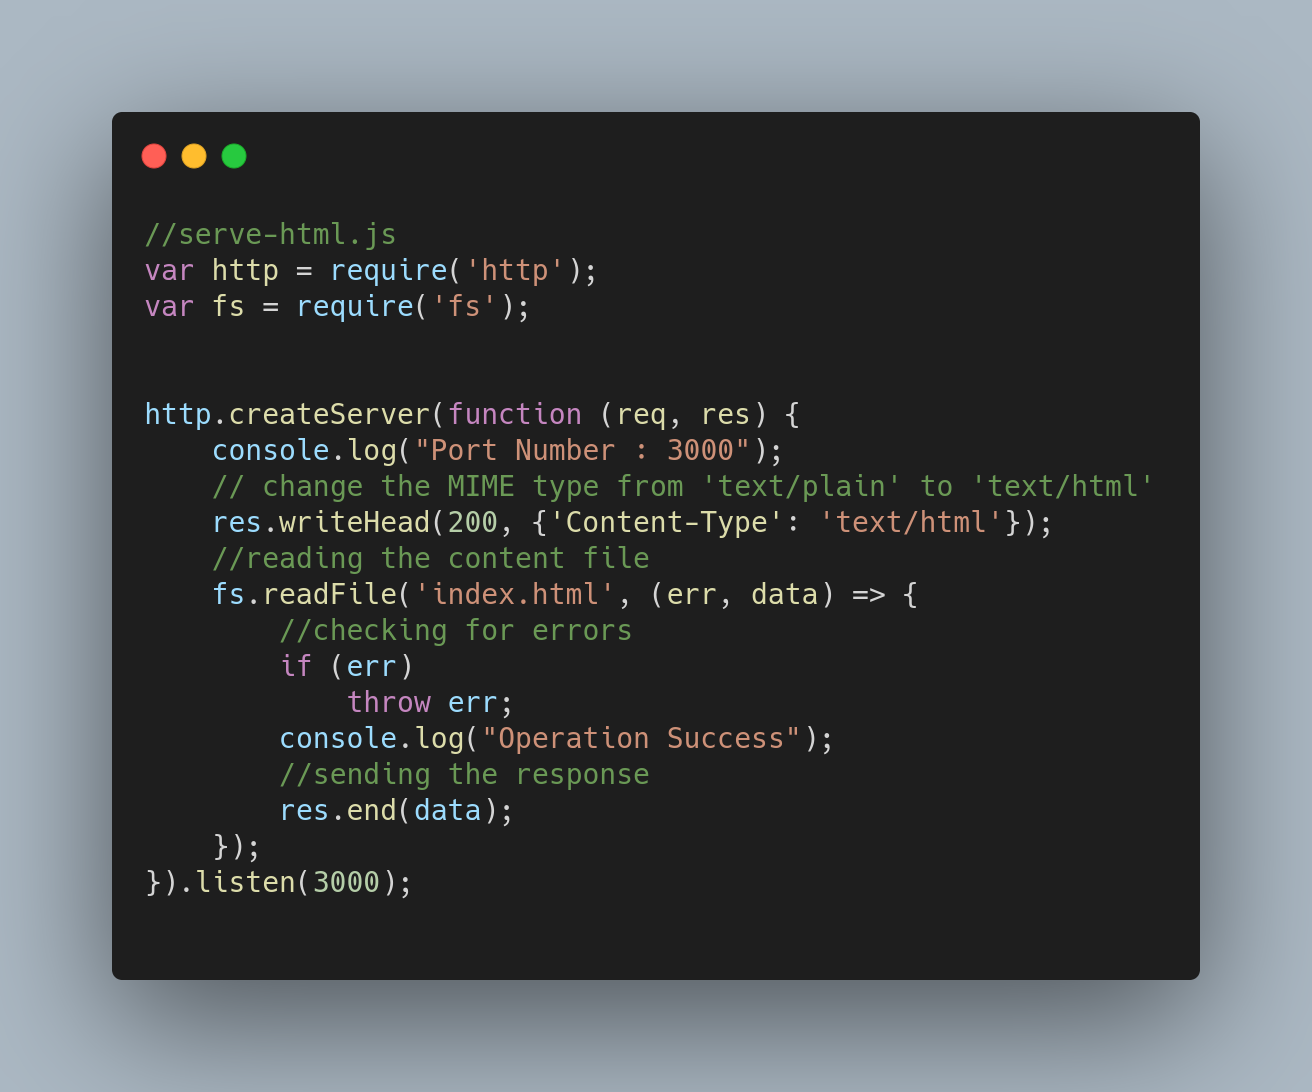 //serve-html.js
var http = require('http');
var fs = require('fs');


http.createServer(function (req, res) {
    console.log("Port Number : 3000");
    // change the MIME type from 'text/plain' to 'text/html'
    res.writeHead(200, {'Content-Type': 'text/html'});
    //reading the content file
    fs.readFile('index.html', (err, data) => {
        //checking for errors
        if (err)
            throw err;
        console.log("Operation Success");
        //sending the response
        res.end(data);
    });
}).listen(3000);